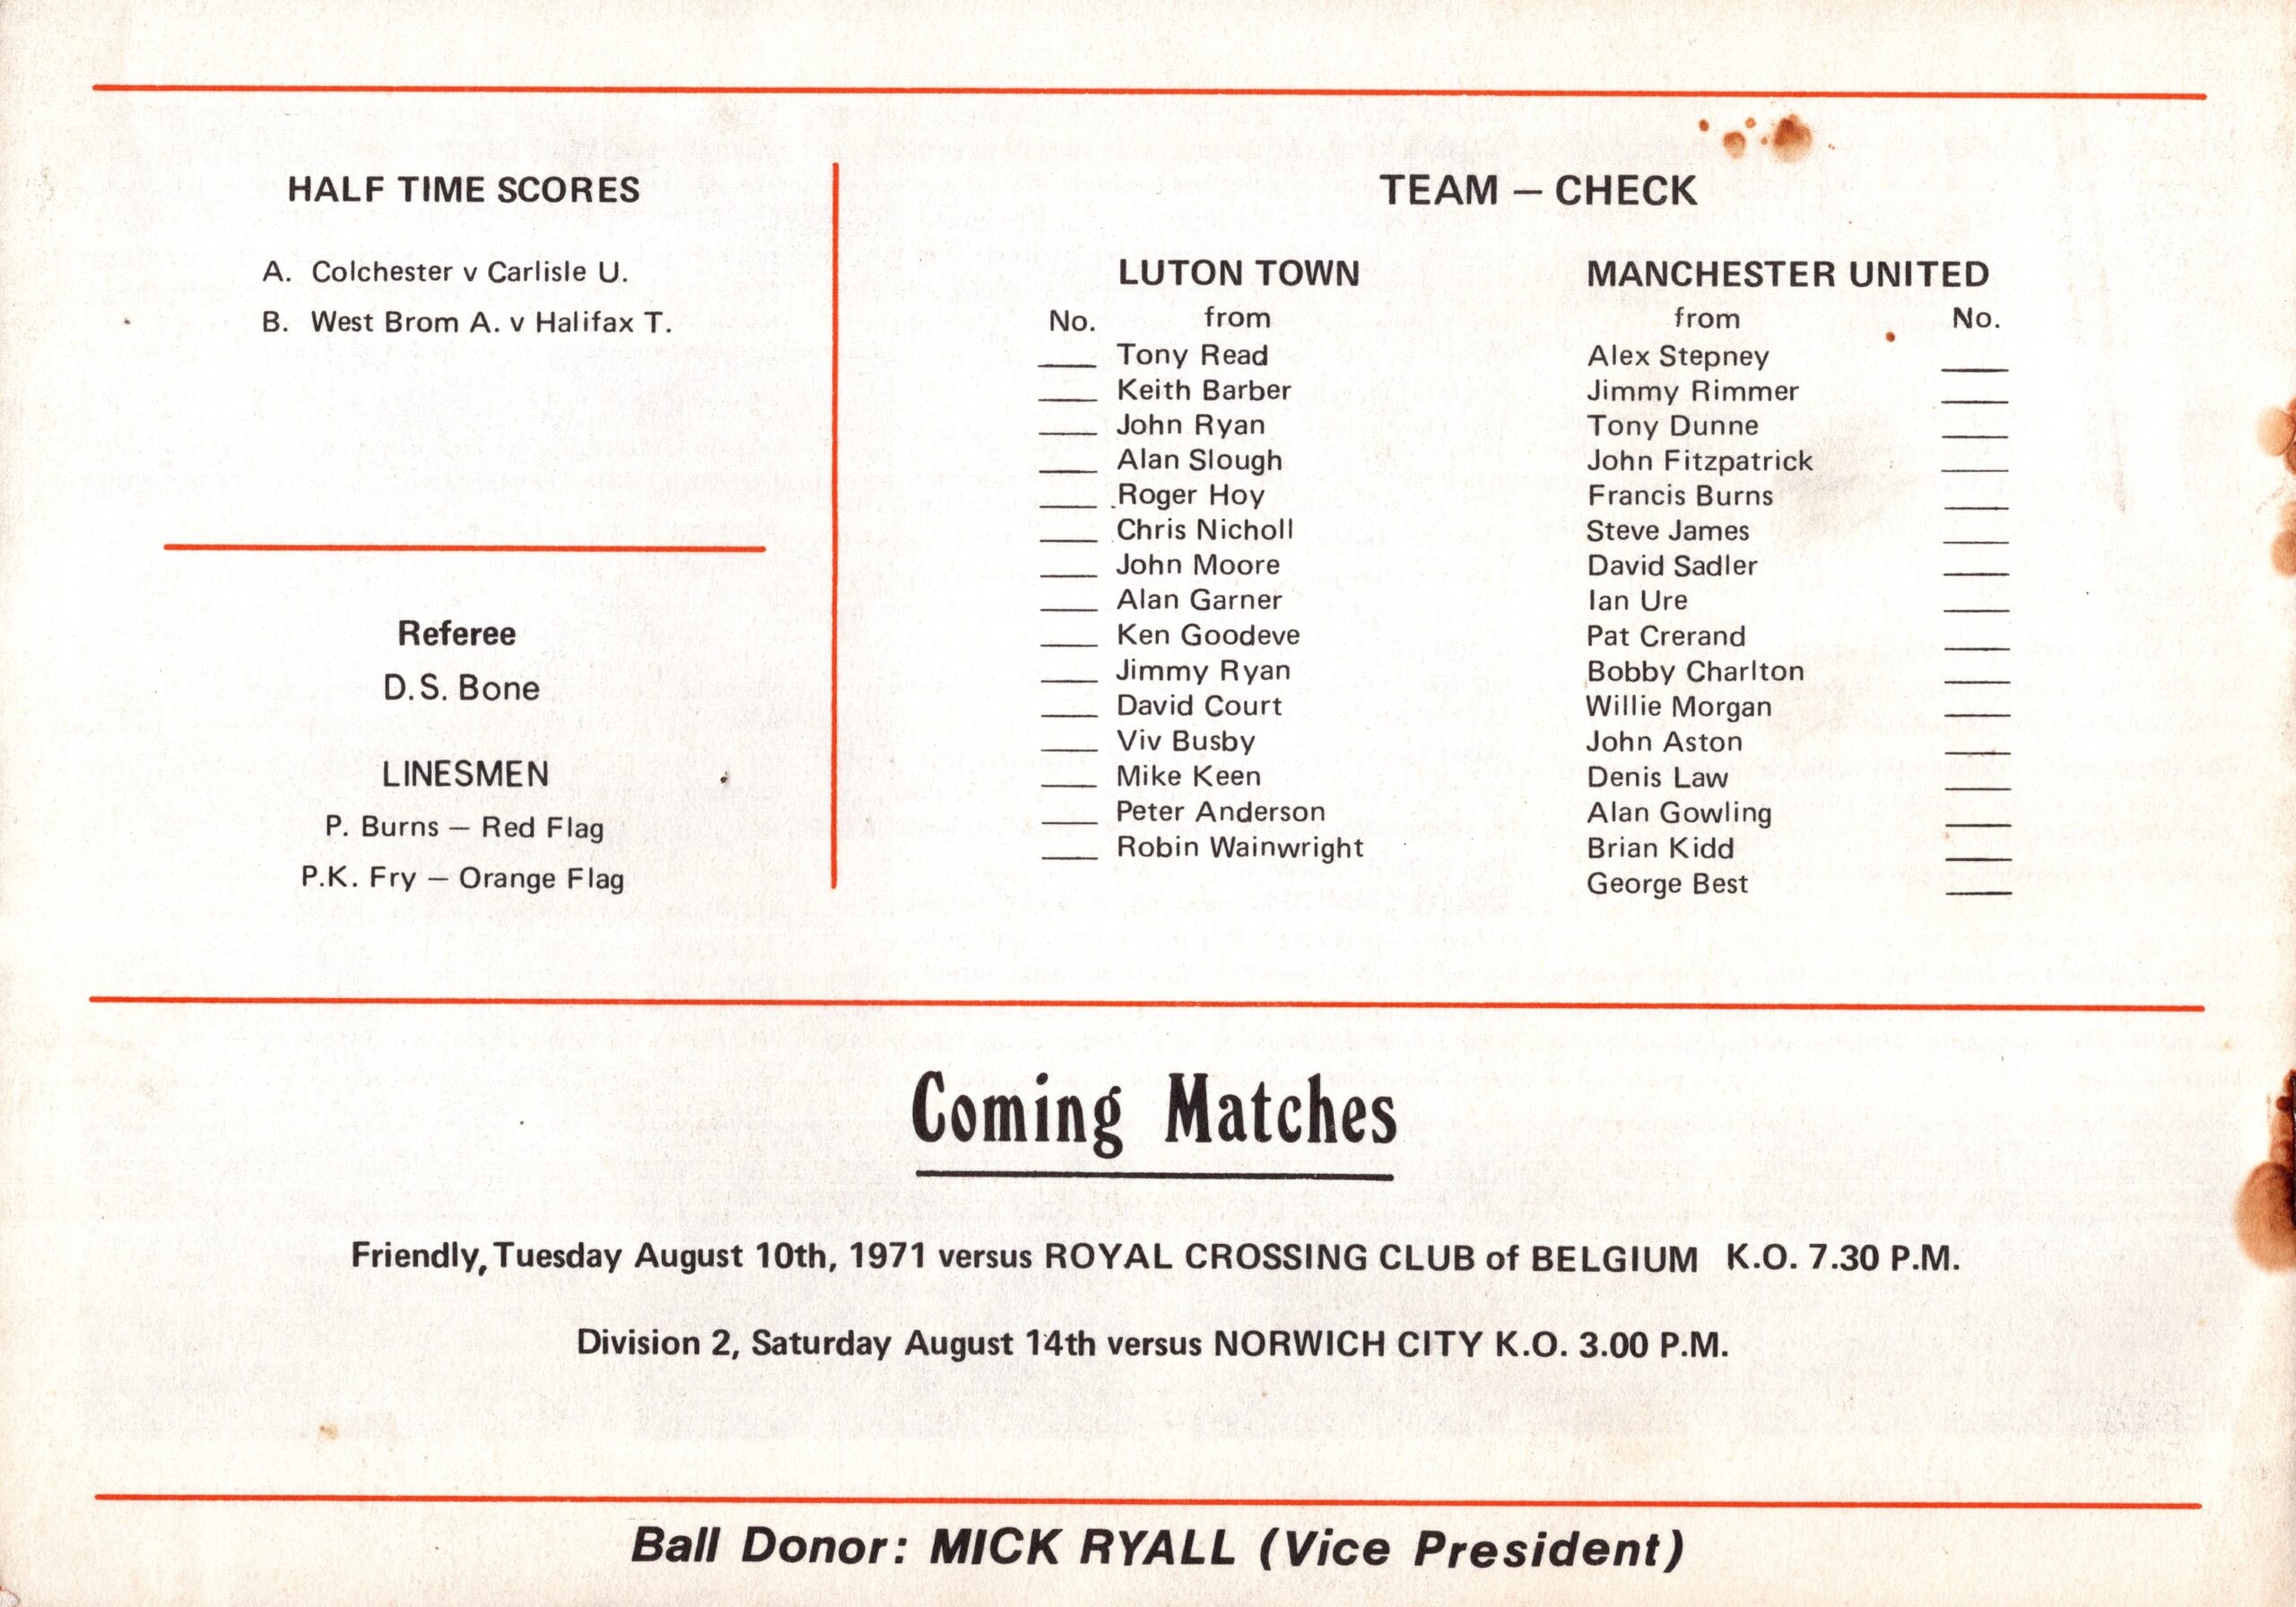 HALF TIME SCORES
A. Colchester v Carlisle U.
B. West Brom A. v Halifax T.
Referee
D.S. Bone
LINESMEN
P. Burns — Red Flag
P.K. Fry — Orange Flag
TEAM — CHECK
LUTON TOWN
No. from
Tony Read
Keith Barber
John Ryan
Alan Slough
Roger Hoy
Chris Nicholl
John Moore
Alan Garner
Ken Goodeve
Jimmy Ryan
David Court
Viv Busby
Mike Keen
Peter Anderson
Robin Wainwright
MANCHESTER UNITED
from No.
Alex Stepney
Jimmy Rimmer
Tony Dunne
John Fitzpatrick
Francis Burns
Steve James
David Sadler
Ian Ure
Pat Crerand
Bobby Charlton
Willie Morgan
John Aston
Denis Law
Alan Gowling
Brian Kidd
George Best
Coming Matches
Friendly, Tuesday August 10th, 1971 versus ROYAL CROSSING CLUB of BELGIUM K.O. 7.30 P.M.
Division 2, Saturday August 14th versus NORWICH CITY K.O. 3.00 P.M.
Ball Donor: MICK RYALL (Vice President)